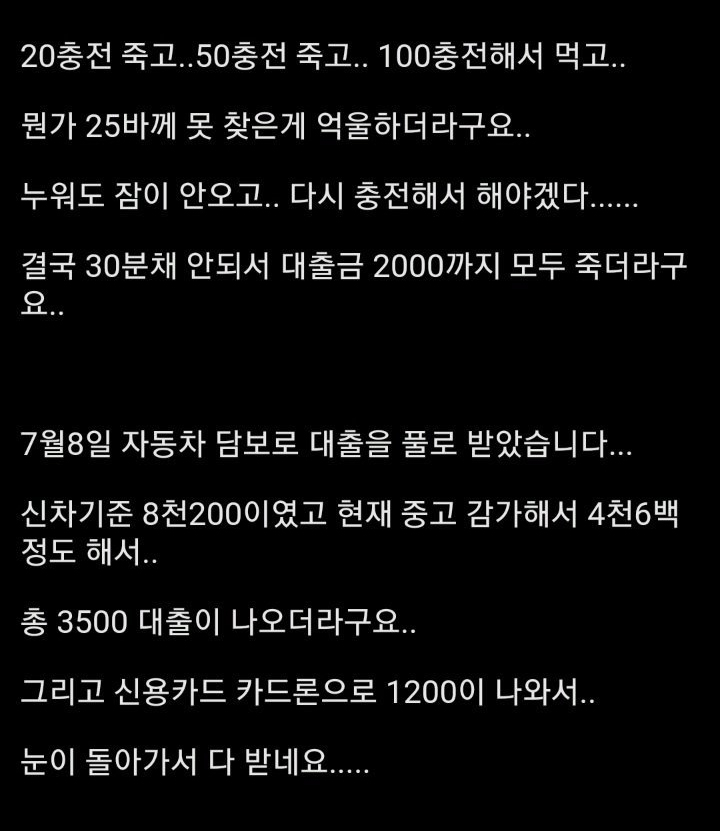 20충전 죽고..50충전 죽고.. 100충전해서 먹고..
뭔가 25바께 못 찾은게 억울하더라구요..
누워도 잠이 안오고.. 다시 충전해서 해야겠다......
결국 30분채 안되서 대출금 2000까지 모두 죽더라구
요..
7월8일 자동차 담보로 대출을 풀로 받았습니다...
신차기준 8천200이였고 현재 중고 감가해서 4천6백
정도 해서..
총 3500 대출이 나오더라구요..
그리고 신용카드 카드론으로 1200이 나와서..
눈이 돌아가서 다 받네요.....